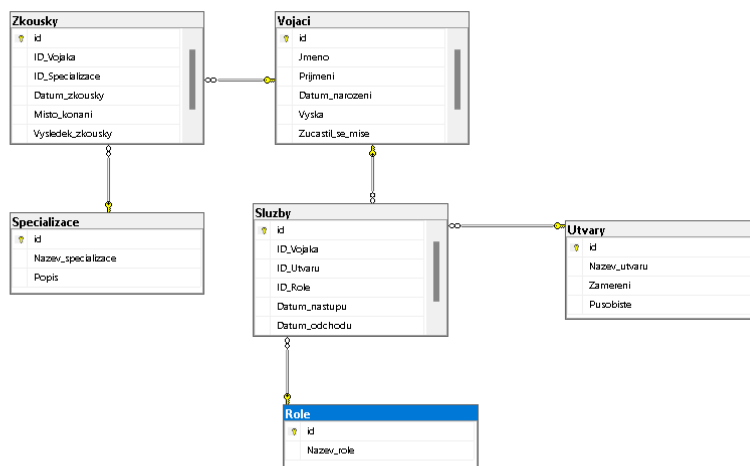 Zkousky
id
ID_Vojaka
ID_Specializace
Datum_zkousky
Misto_konani
Vysledek_zkousky
Vojaci
id
Jmeno
Prijmeni
Datum_narozeni
Vyska
Zucastil_se_mise
Specializace
id
Nazev_specializace
Popis
Sluzby
id
ID_Vojaka
ID_Utvaru
ID_Role
Datum_nastupu
Datum_odchodu
Utvary
id
Nazev_utvaru
Zamereni
Pusobiste
Role
id
Nazev_role